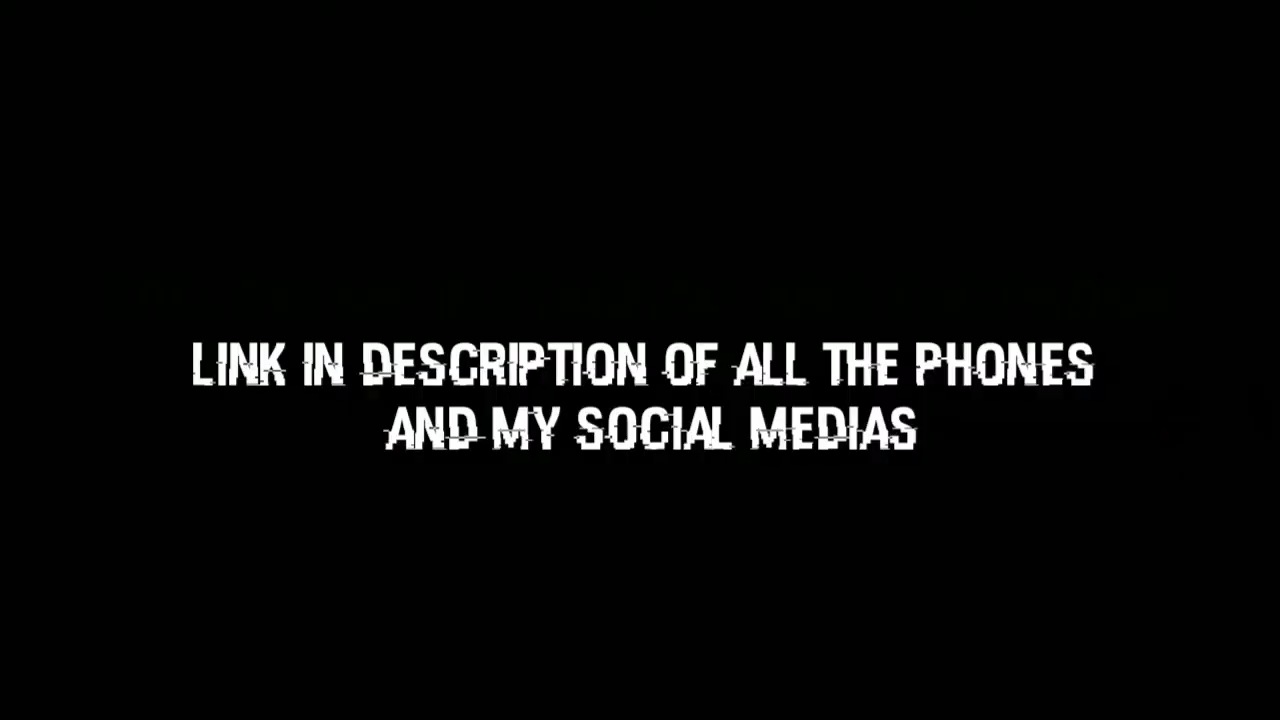 LINK IN DESCRIPTION OF ALL THE PHONES
AND MY SOCIAL MEDIAS